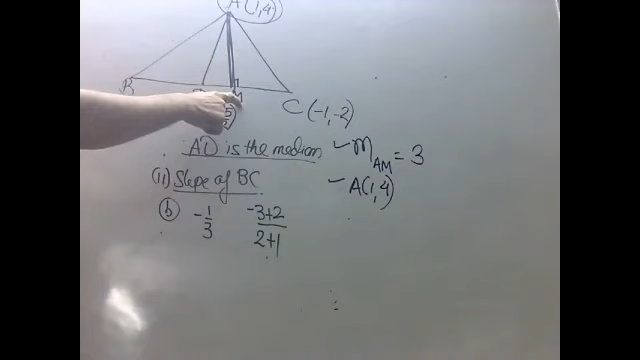 A(1,4)
B
M
C(-1,-2)
AD is the median
m AM = 3
(ii) Slope of BC
A(1,4)
(b) -1/3 -3+2/2+1